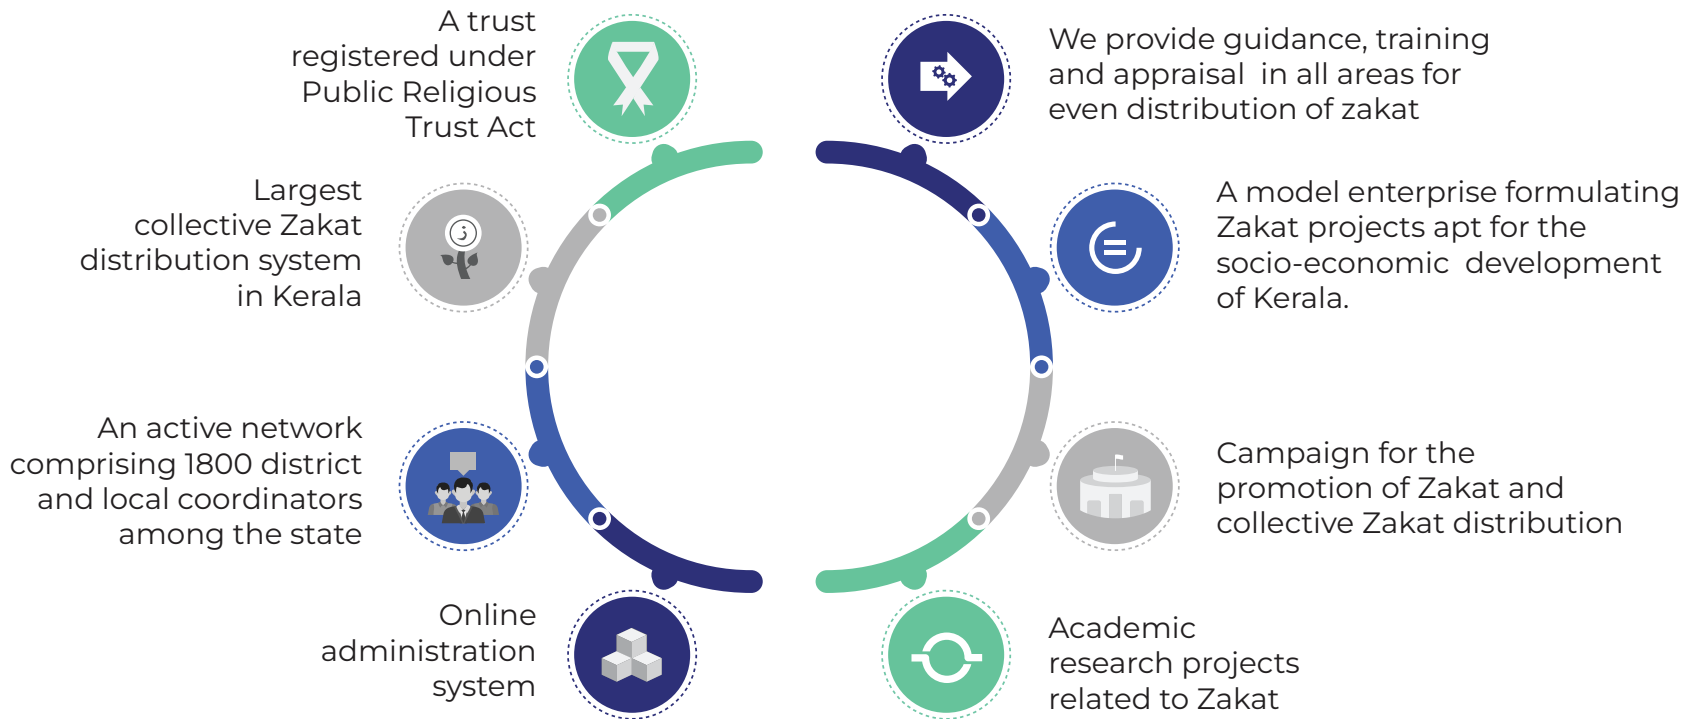 A trust
registered under
Public Religious
Trust Act
Largest
collective Zakat
distribution system
in Kerala
An active network
comprising 1800 district
and local coordinators
among the state
Online
administration
system
We provide guidance, training
and appraisal in all areas for
even distribution of zakat
A model enterprise formulating
Zakat projects apt for the
socio-economic development
of Kerala.
Campaign for the
promotion of Zakat and
collective Zakat distribution
Academic
research projects
related to Zakat